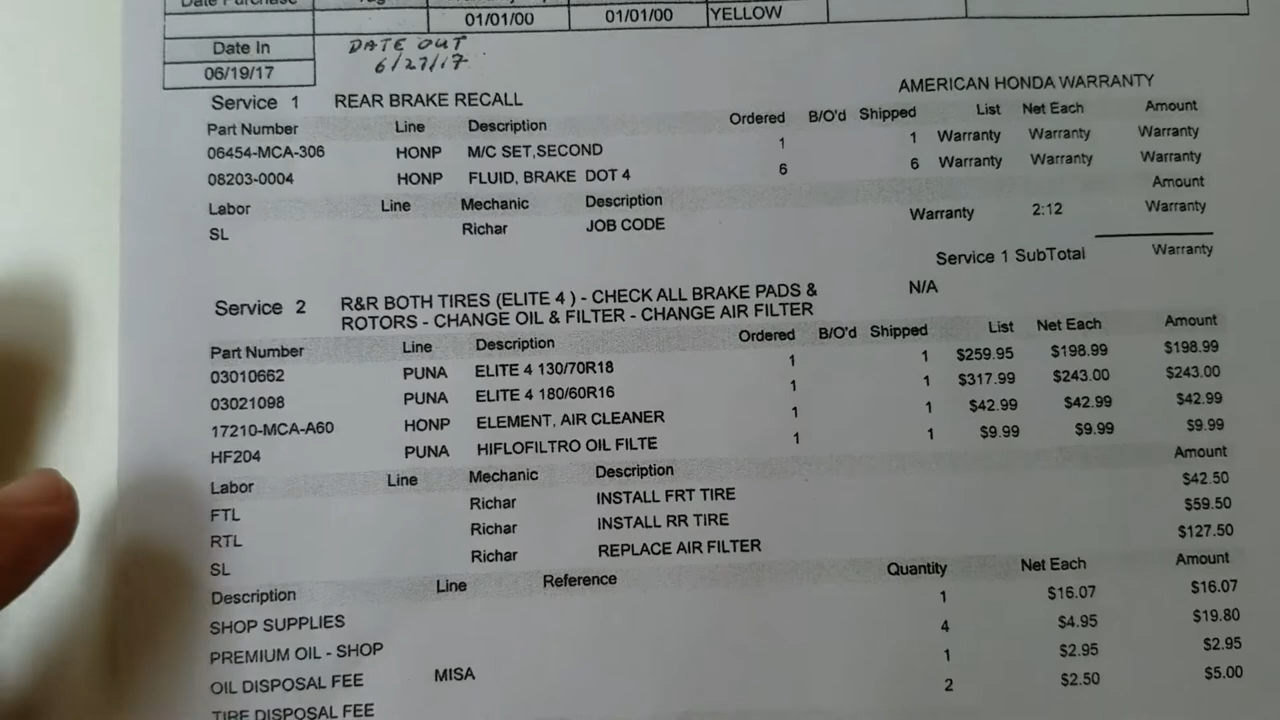 Date Purchase
01/01/00 01/01/00 YELLOW
Date In DATE OUT
06/19/17 6/27/17
Service 1 REAR BRAKE RECALL AMERICAN HONDA WARRANTY
Part Number Line Description Ordered B/O'd Shipped List Net Each Amount
06454-MCA-306 HONP M/C SET,SECOND 1 1 Warranty Warranty Warranty
08203-0004 HONP FLUID, BRAKE DOT 4 6 6 Warranty Warranty Warranty
Labor Line Mechanic Description Amount
SL Richar JOB CODE Warranty 2:12 Warranty
Service 1 SubTotal Warranty
Service 2 R&R BOTH TIRES (ELITE 4 ) - CHECK ALL BRAKE PADS & N/A
ROTORS - CHANGE OIL & FILTER - CHANGE AIR FILTER
Part Number Line Description Ordered B/O'd Shipped List Net Each Amount
03010662 PUNA ELITE 4 130/70R18 1 1 $259.95 $198.99 $198.99
03021098 PUNA ELITE 4 180/60R16 1 1 $317.99 $243.00 $243.00
17210-MCA-A60 HONP ELEMENT, AIR CLEANER 1 1 $42.99 $42.99 $42.99
HF204 PUNA HIFLOFILTRO OIL FILTE 1 1 $9.99 $9.99 $9.99
Labor Line Mechanic Description Amount
FTL Richar INSTALL FRT TIRE $42.50
RTL Richar INSTALL RR TIRE $59.50
SL Richar REPLACE AIR FILTER $127.50
Description Line Reference Quantity Net Each Amount
SHOP SUPPLIES 1 $16.07 $16.07
PREMIUM OIL - SHOP 4 $4.95 $19.80
OIL DISPOSAL FEE MISA 1 $2.95 $2.95
TIRE DISPOSAL FEE 2 $2.50 $5.00